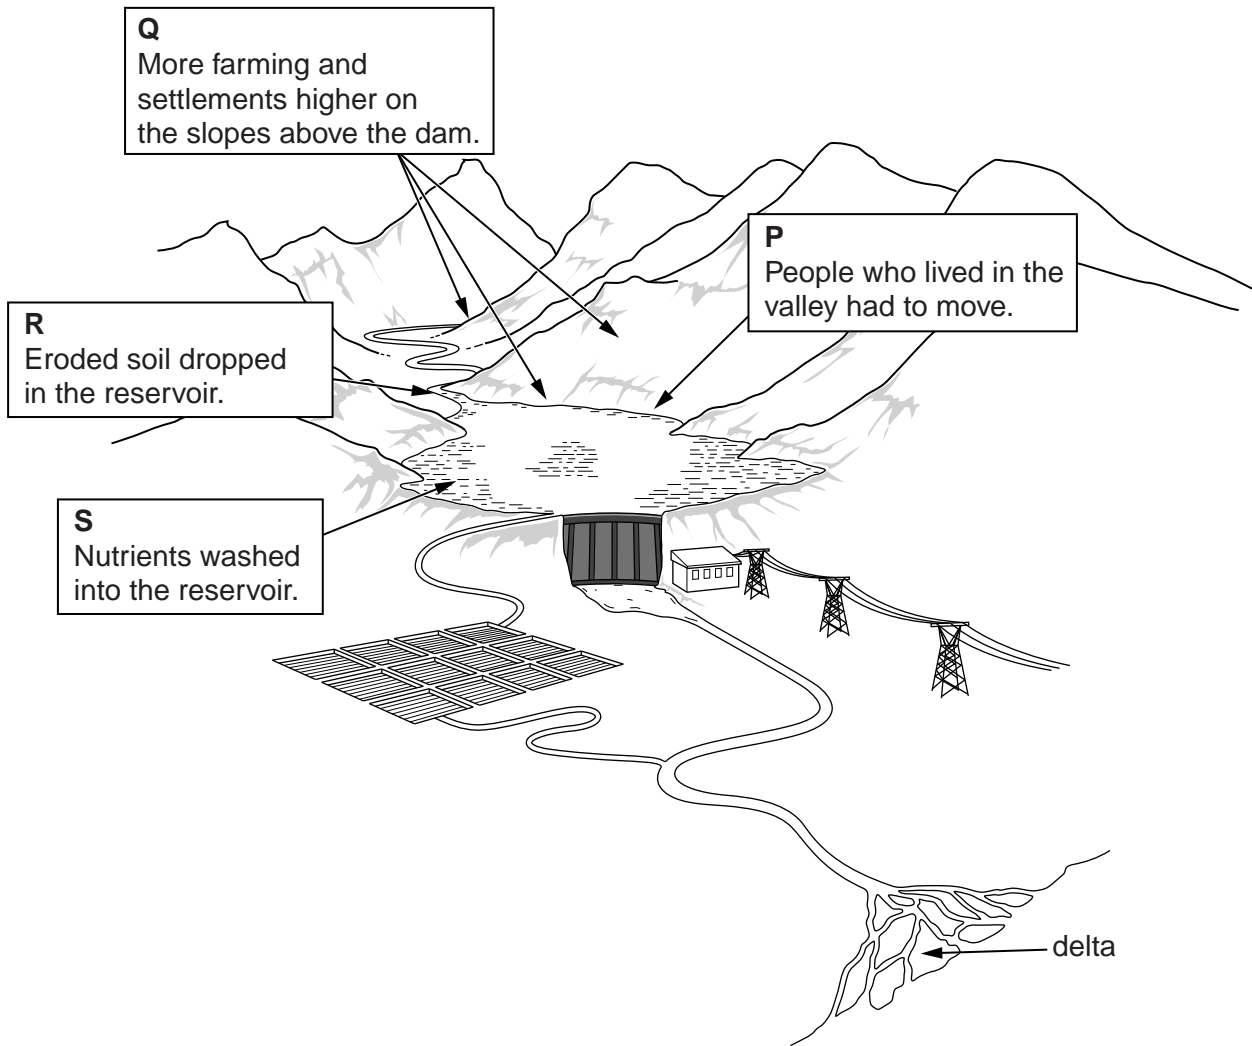 Q
More farming and
settlements higher on
the slopes above the dam.
P
People who lived in the
valley had to move.
R
Eroded soil dropped
in the reservoir.
S
Nutrients washed
into the reservoir.
delta